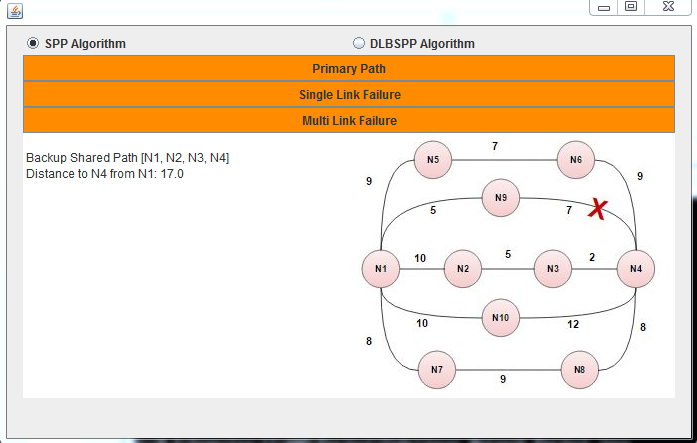 SPP Algorithm
DLBSPP Algorithm
Primary Path
Single Link Failure
Multi Link Failure
Backup Shared Path [N1, N2, N3, N4]
Distance to N4 from N1: 17.0
7
N5
N6
9
9
N9
5
7
X
N1
10
N2
5
N3
2
N4
10
N10
12
8
8
N7
9
N8